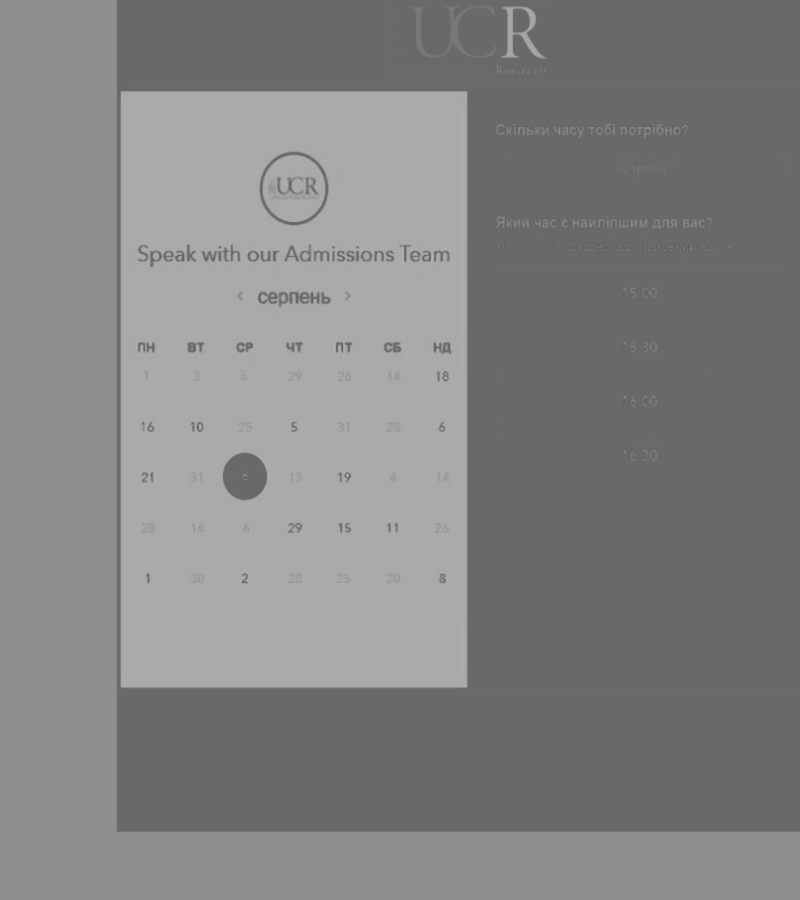 UCR
UCR
Speak with our Admissions Team
‹ серпень ›
ПН ВТ СР ЧТ ПТ СБ НД
1 3 5 29 28 14 18
16 10 25 5 31 28 6
21 31 6 13 19 4 14
28 14 6 29 15 11 26
1 30 2 28 25 20 8
Скільки часу тобі потрібно?
30 хвилин
Який час є найліпшим для вас?
Східноєвропейський час
15:00
15:30
16:00
16:30